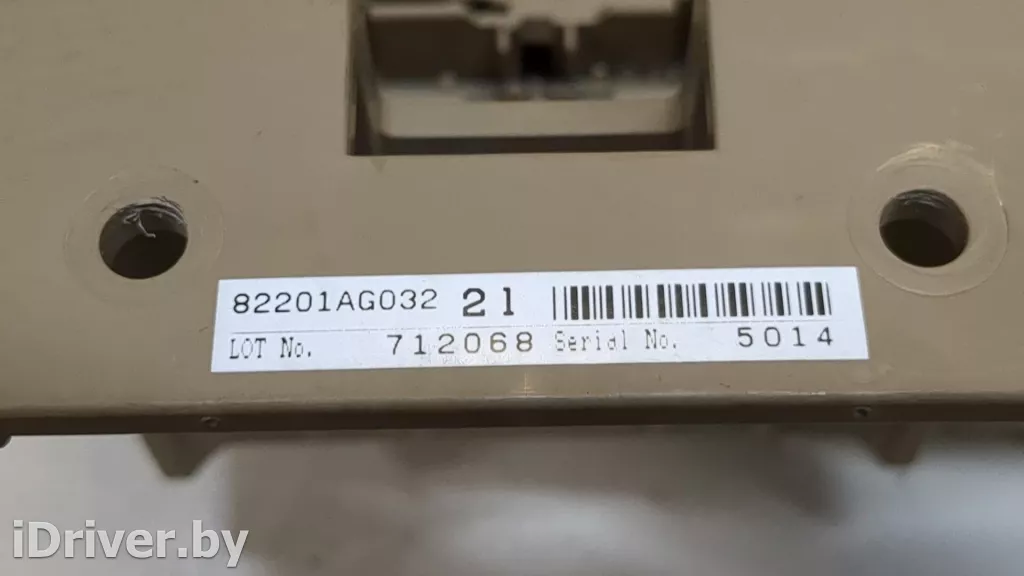 82201AG032 21
LOT No. 712068 Serial No. 5014
iDriver.by